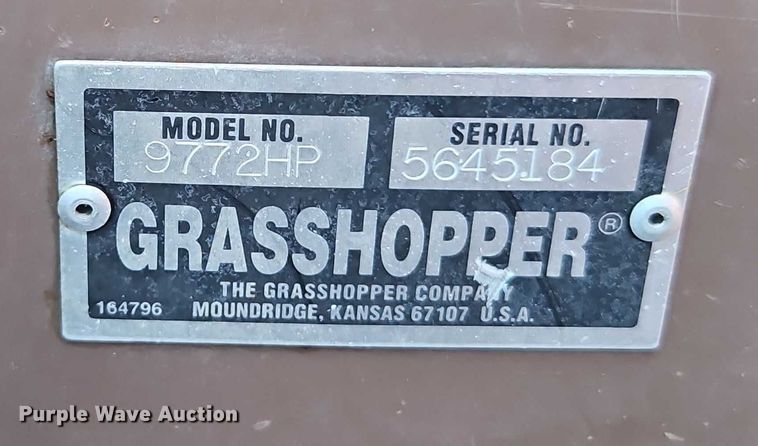 MODEL NO. SERIAL NO.
9772HP 5645184
GRASSHOPPER®
THE GRASSHOPPER COMPANY
164796 MOUNDRIDGE, KANSAS 67107 U.S.A.
Purple Wave Auction